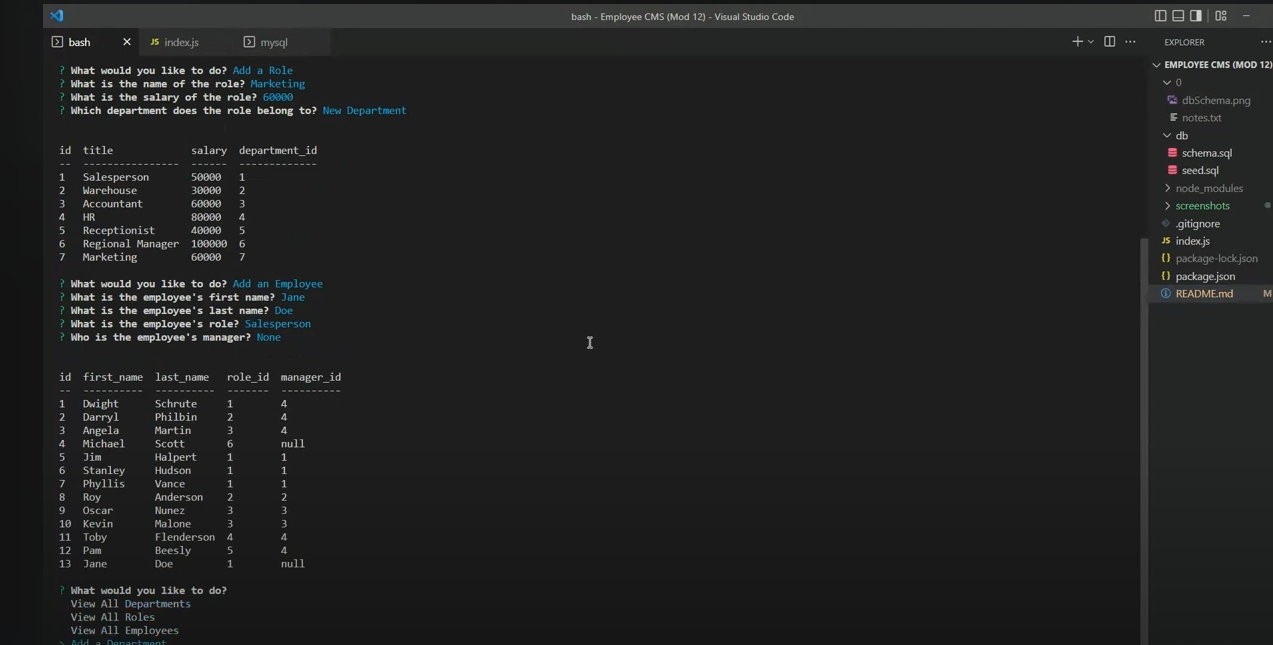 bash - Employee CMS (Mod 12) - Visual Studio Code
bash
JS index.js
mysql
? What would you like to do? Add a Role
? What is the name of the role? Marketing
? What is the salary of the role? 60000
? Which department does the role belong to? New Department
id title salary department_id
-- ---------------- ------ -------------
1 Salesperson 50000 1
2 Warehouse 30000 2
3 Accountant 60000 3
4 HR 80000 4
5 Receptionist 40000 5
6 Regional Manager 100000 6
7 Marketing 60000 7
? What would you like to do? Add an Employee
? What is the employee's first name? Jane
? What is the employee's last name? Doe
? What is the employee's role? Salesperson
? Who is the employee's manager? None
id first_name last_name role_id manager_id
-- ---------- ---------- ------- ----------
1 Dwight Schrute 1 4
2 Darryl Philbin 2 4
3 Angela Martin 3 4
4 Michael Scott 6 null
5 Jim Halpert 1 1
6 Stanley Hudson 1 1
7 Phyllis Vance 1 1
8 Roy Anderson 2 2
9 Oscar Nunez 3 3
10 Kevin Malone 3 3
11 Toby Flenderson 4 4
12 Pam Beesly 5 4
13 Jane Doe 1 null
? What would you like to do?
View All Departments
View All Roles
View All Employees
> Add a Department
EXPLORER
EMPLOYEE CMS (MOD 12)
0
dbSchema.png
notes.txt
db
schema.sql
seed.sql
node_modules
screenshots
.gitignore
JS index.js
{} package-lock.json
{} package.json
README.md M